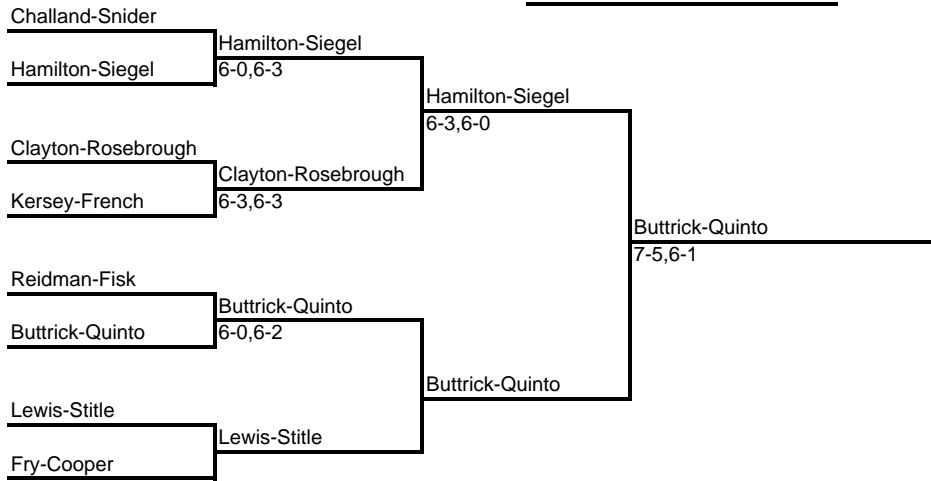 Challand-Snider
Hamilton-Siegel
Hamilton-Siegel
6-0,6-3
Hamilton-Siegel
6-3,6-0
Clayton-Rosebrough
Clayton-Rosebrough
Kersey-French
6-3,6-3
Buttrick-Quinto
7-5,6-1
Reidman-Fisk
Buttrick-Quinto
Buttrick-Quinto
6-0,6-2
Buttrick-Quinto
Lewis-Stitle
Lewis-Stitle
Fry-Cooper